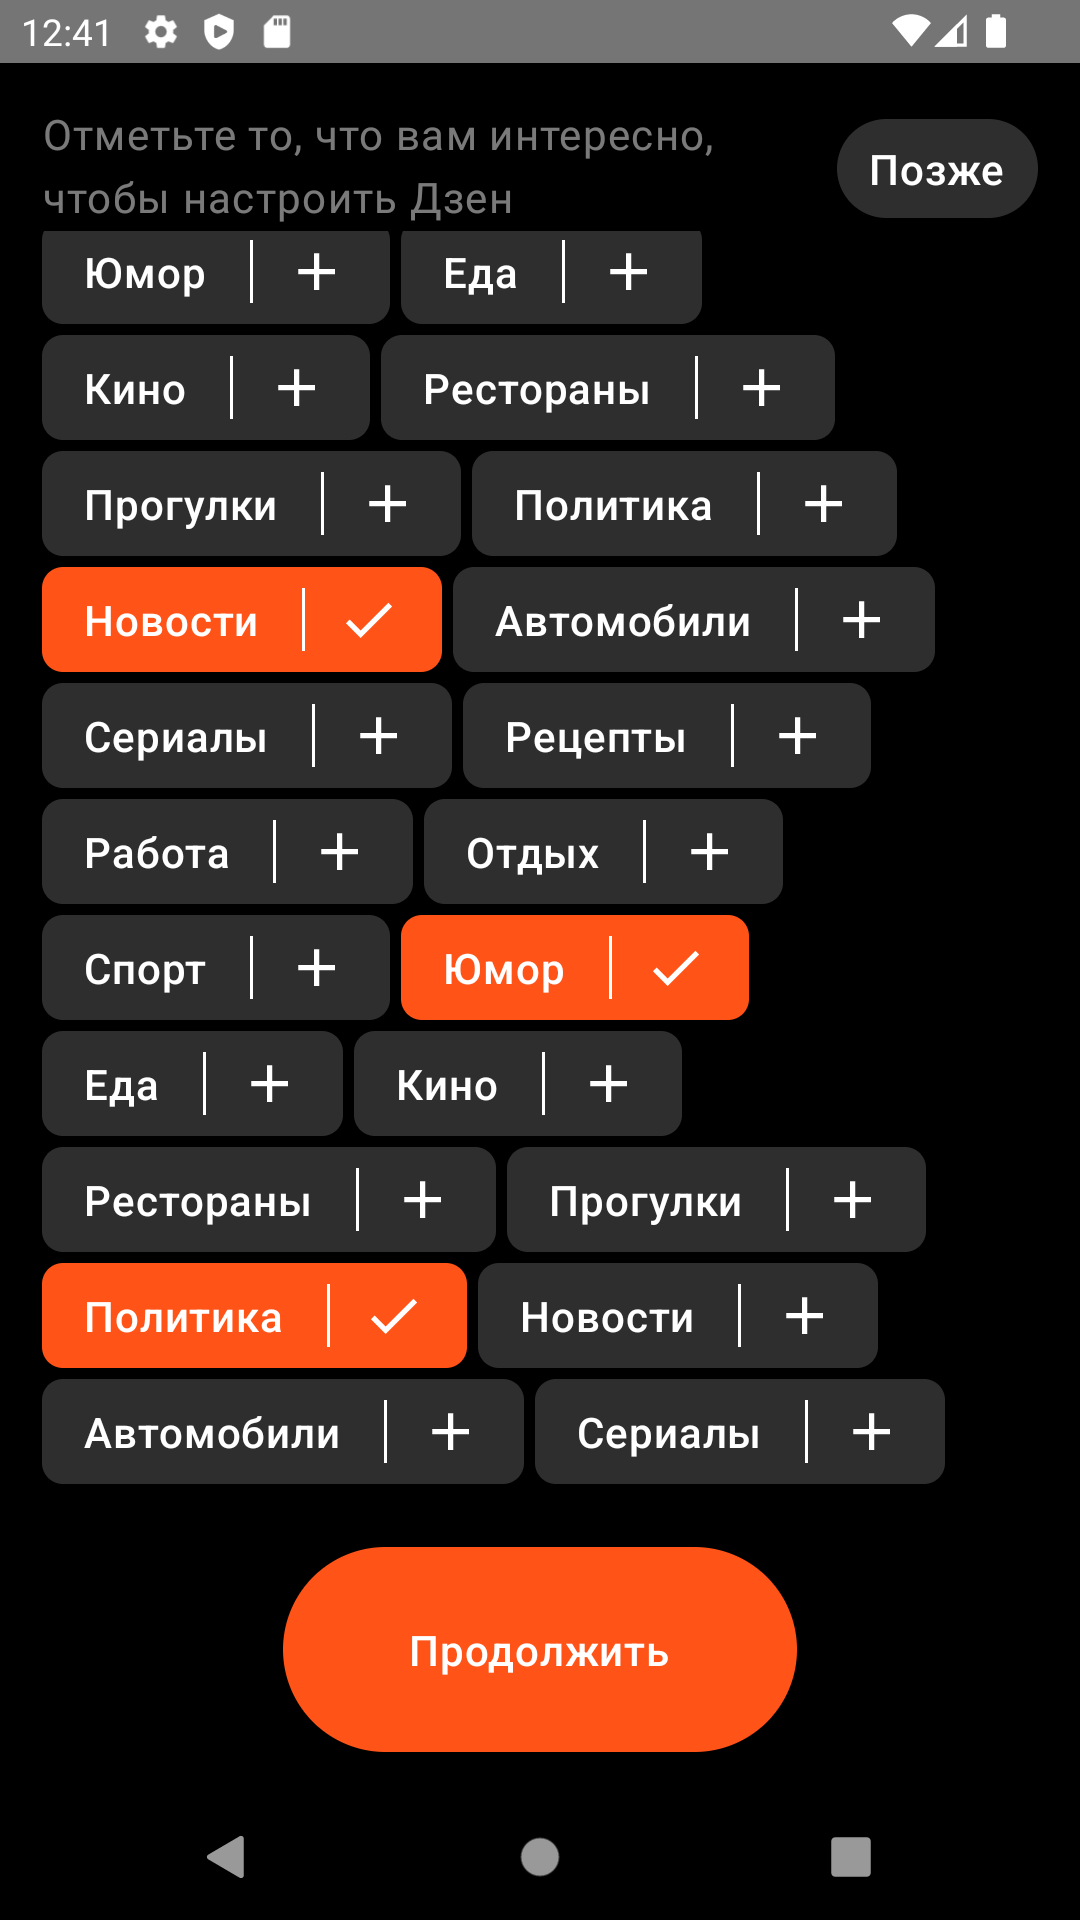 12:41
Отметьте то, что вам интересно,
чтобы настроить Дзен
Позже
Юмор Еда
Кино Рестораны
Прогулки Политика
Новости Автомобили
Сериалы Рецепты
Работа Отдых
Спорт Юмор
Еда Кино
Рестораны Прогулки
Политика Новости
Автомобили Сериалы
Продолжить